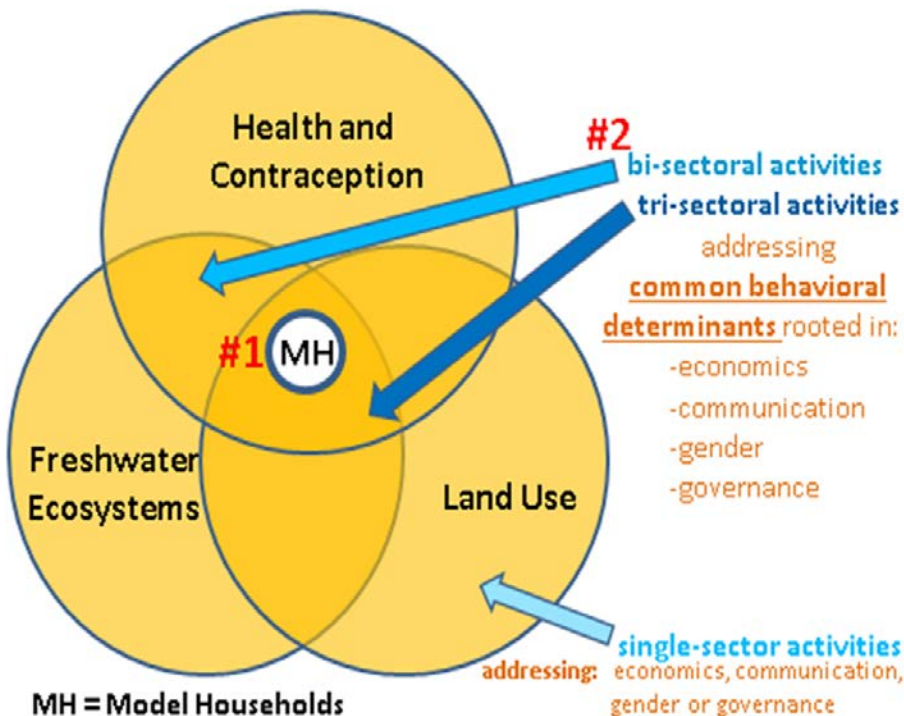 Health and
Contraception
#2
bi-sectoral activities
tri-sectoral activities
addressing
common behavioral
determinants rooted in:
-economics
-communication
-gender
-governance
#1
MH
Freshwater
Ecosystems
Land Use
single-sector activities
addressing: economics, communication,
gender or governance
MH = Model Households